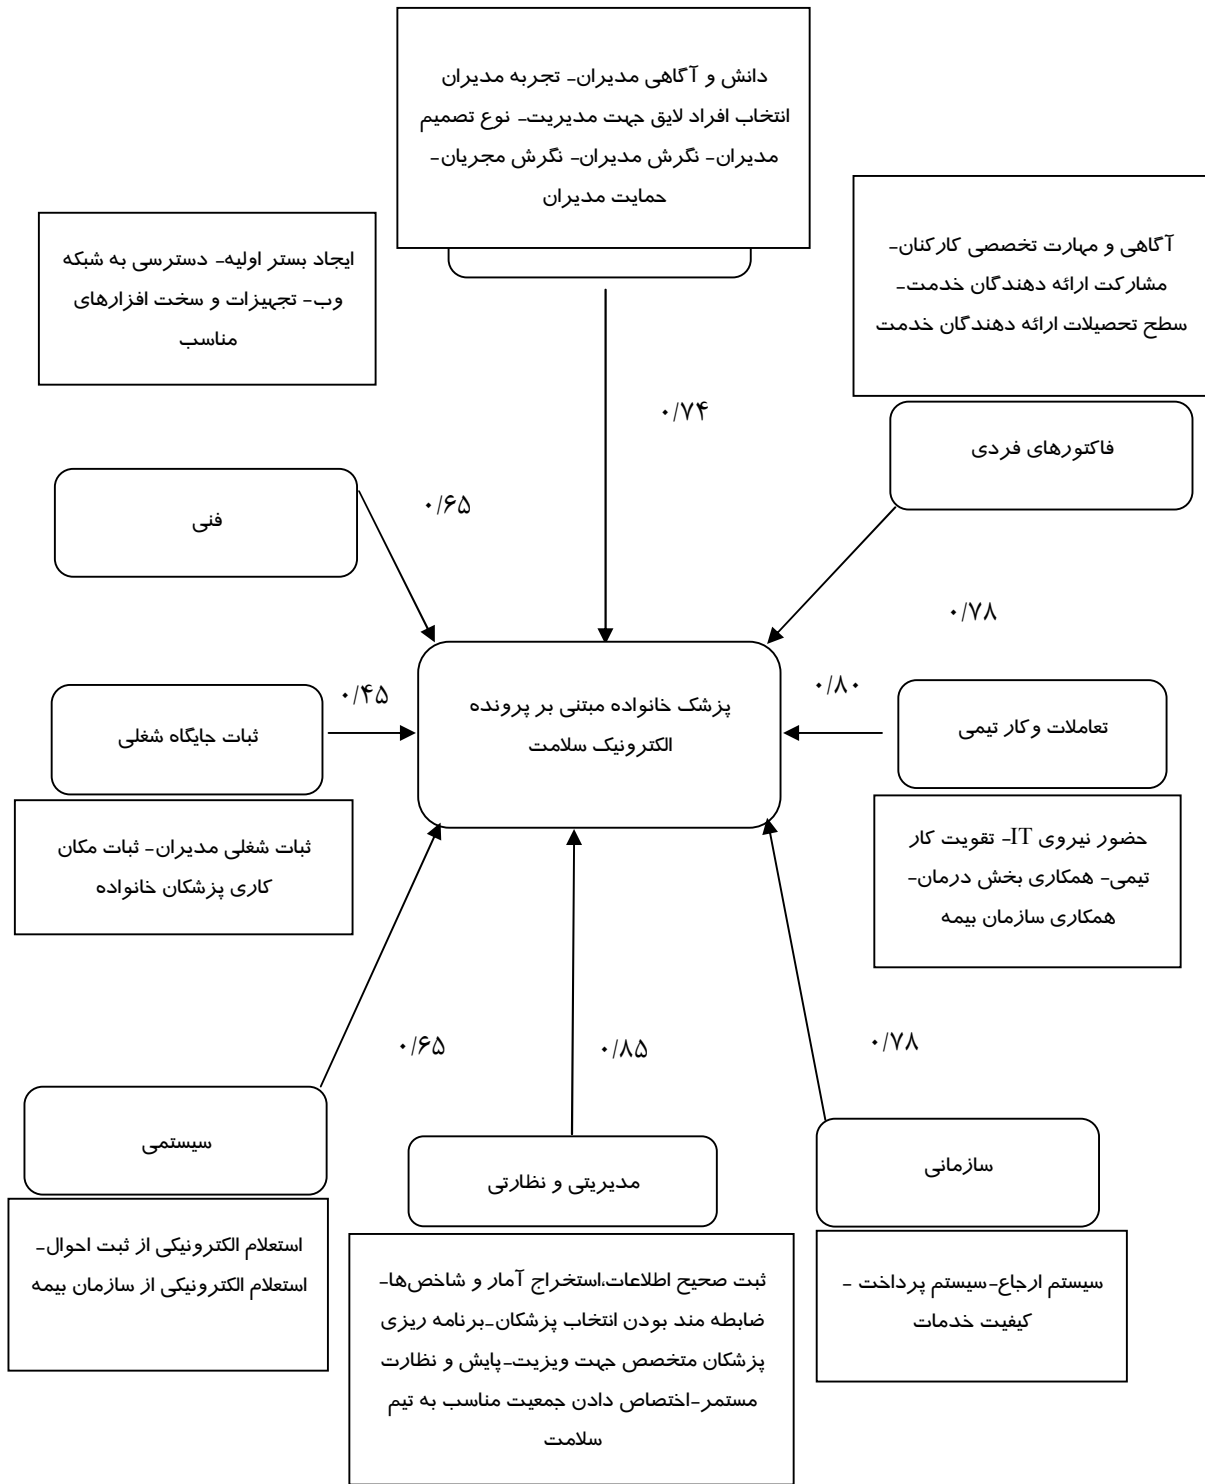 دانش و آگاهی مدیران- تجربه مدیران
انتخاب افراد لایق جهت مدیریت- نوع تصمیم
مدیران- نگرش مدیران- نگرش مجریان-
حمایت مدیران
آگاهی و مهارت تخصصی کارکنان-
مشارکت ارائه دهندگان خدمت-
سطح تحصیلات ارائه دهندگان خدمت
ایجاد بستر اولیه- دسترسی به شبکه
وب- تجهیزات و سخت افزارهای
مناسب
۰/۷۴
فاکتورهای فردی
۰/۶۵
فنی
۰/۷۸
پزشک خانواده مبتنی بر پرونده
الکترونیک سلامت
۰/۸۰
تعاملات و کار تیمی
۰/۴۵
ثبات جایگاه شغلی
حضور نیروی IT- تقویت کار
تیمی- همکاری بخش درمان-
همکاری سازمان بیمه
ثبات شغلی مدیران- ثبات مکان
کاری پزشکان خانواده
۰/۷۸
۰/۸۵
۰/۶۵
سازمانی
مدیریتی و نظارتی
سیستمی
سیستم ارجاع-سیستم پرداخت -
کیفیت خدمات
ثبت صحیح اطلاعات،استخراج آمار و شاخص‌ها-
ضابطه مند بودن انتخاب پزشکان-برنامه ریزی
پزشکان متخصص جهت ویزیت-پایش و نظارت
مستمر-اختصاص دادن جمعیت مناسب به تیم
سلامت
استعلام الکترونیکی از ثبت احوال-
استعلام الکترونیکی از سازمان بیمه